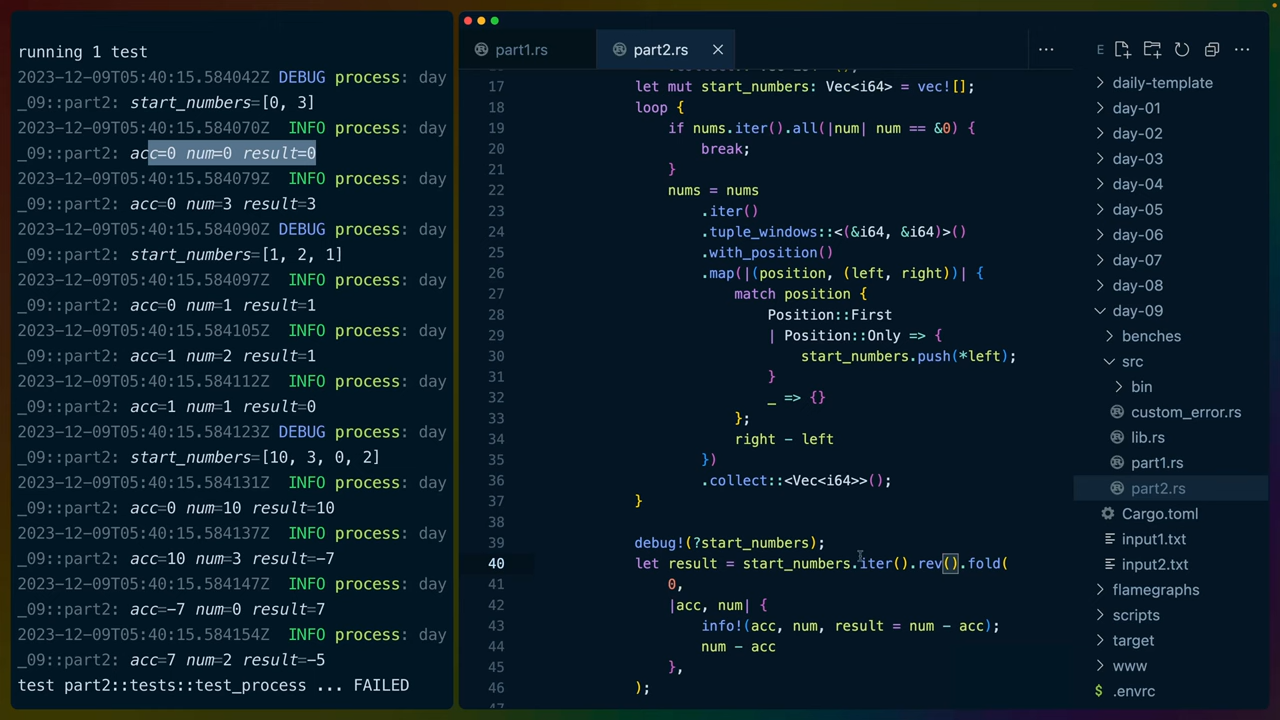 running 1 test
2023-12-09T05:40:15.584042Z DEBUG process: day
_09::part2: start_numbers=[0, 3]
2023-12-09T05:40:15.584070Z INFO process: day
_09::part2: acc=0 num=0 result=0
2023-12-09T05:40:15.584079Z INFO process: day
_09::part2: acc=0 num=3 result=3
2023-12-09T05:40:15.584090Z DEBUG process: day
_09::part2: start_numbers=[1, 2, 1]
2023-12-09T05:40:15.584097Z INFO process: day
_09::part2: acc=0 num=1 result=1
2023-12-09T05:40:15.584105Z INFO process: day
_09::part2: acc=1 num=2 result=1
2023-12-09T05:40:15.584112Z INFO process: day
_09::part2: acc=1 num=1 result=0
2023-12-09T05:40:15.584123Z DEBUG process: day
_09::part2: start_numbers=[10, 3, 0, 2]
2023-12-09T05:40:15.584131Z INFO process: day
_09::part2: acc=0 num=10 result=10
2023-12-09T05:40:15.584137Z INFO process: day
_09::part2: acc=10 num=3 result=-7
2023-12-09T05:40:15.584143Z INFO process: day
_09::part2: acc=-7 num=0 result=7
2023-12-09T05:40:15.584154Z INFO process: day
_09::part2: acc=7 num=2 result=-5
test part2::tests::test_process ... FAILED
part1.rs
part2.rs
17 let mut start_numbers: Vec<i64> = vec![];
18 loop {
19 if nums.iter().all(|num| num == &0) {
20 break;
21 }
22 nums = nums
23 .iter()
24 .tuple_windows::<(&i64, &i64)>()
25 .with_position()
26 .map(|(position, (left, right))| {
27 match position {
28 Position::First
29 | Position::Only => {
30 start_numbers.push(*left);
31 }
32 _ => {}
33 };
34 right - left
35 })
36 .collect::<Vec<i64>>();
37 }
38
39 debug!(?start_numbers);
40 let result = start_numbers.iter().rev().fold(
41 0,
42 |acc, num| {
43 info!(acc, num, result = num - acc);
44 num - acc
45 },
46 );
E
daily-template
day-01
day-02
day-03
day-04
day-05
day-06
day-07
day-08
day-09
benches
src
bin
custom_error.rs
lib.rs
part1.rs
part2.rs
Cargo.toml
input1.txt
input2.txt
flamegraphs
scripts
target
www
.envrc